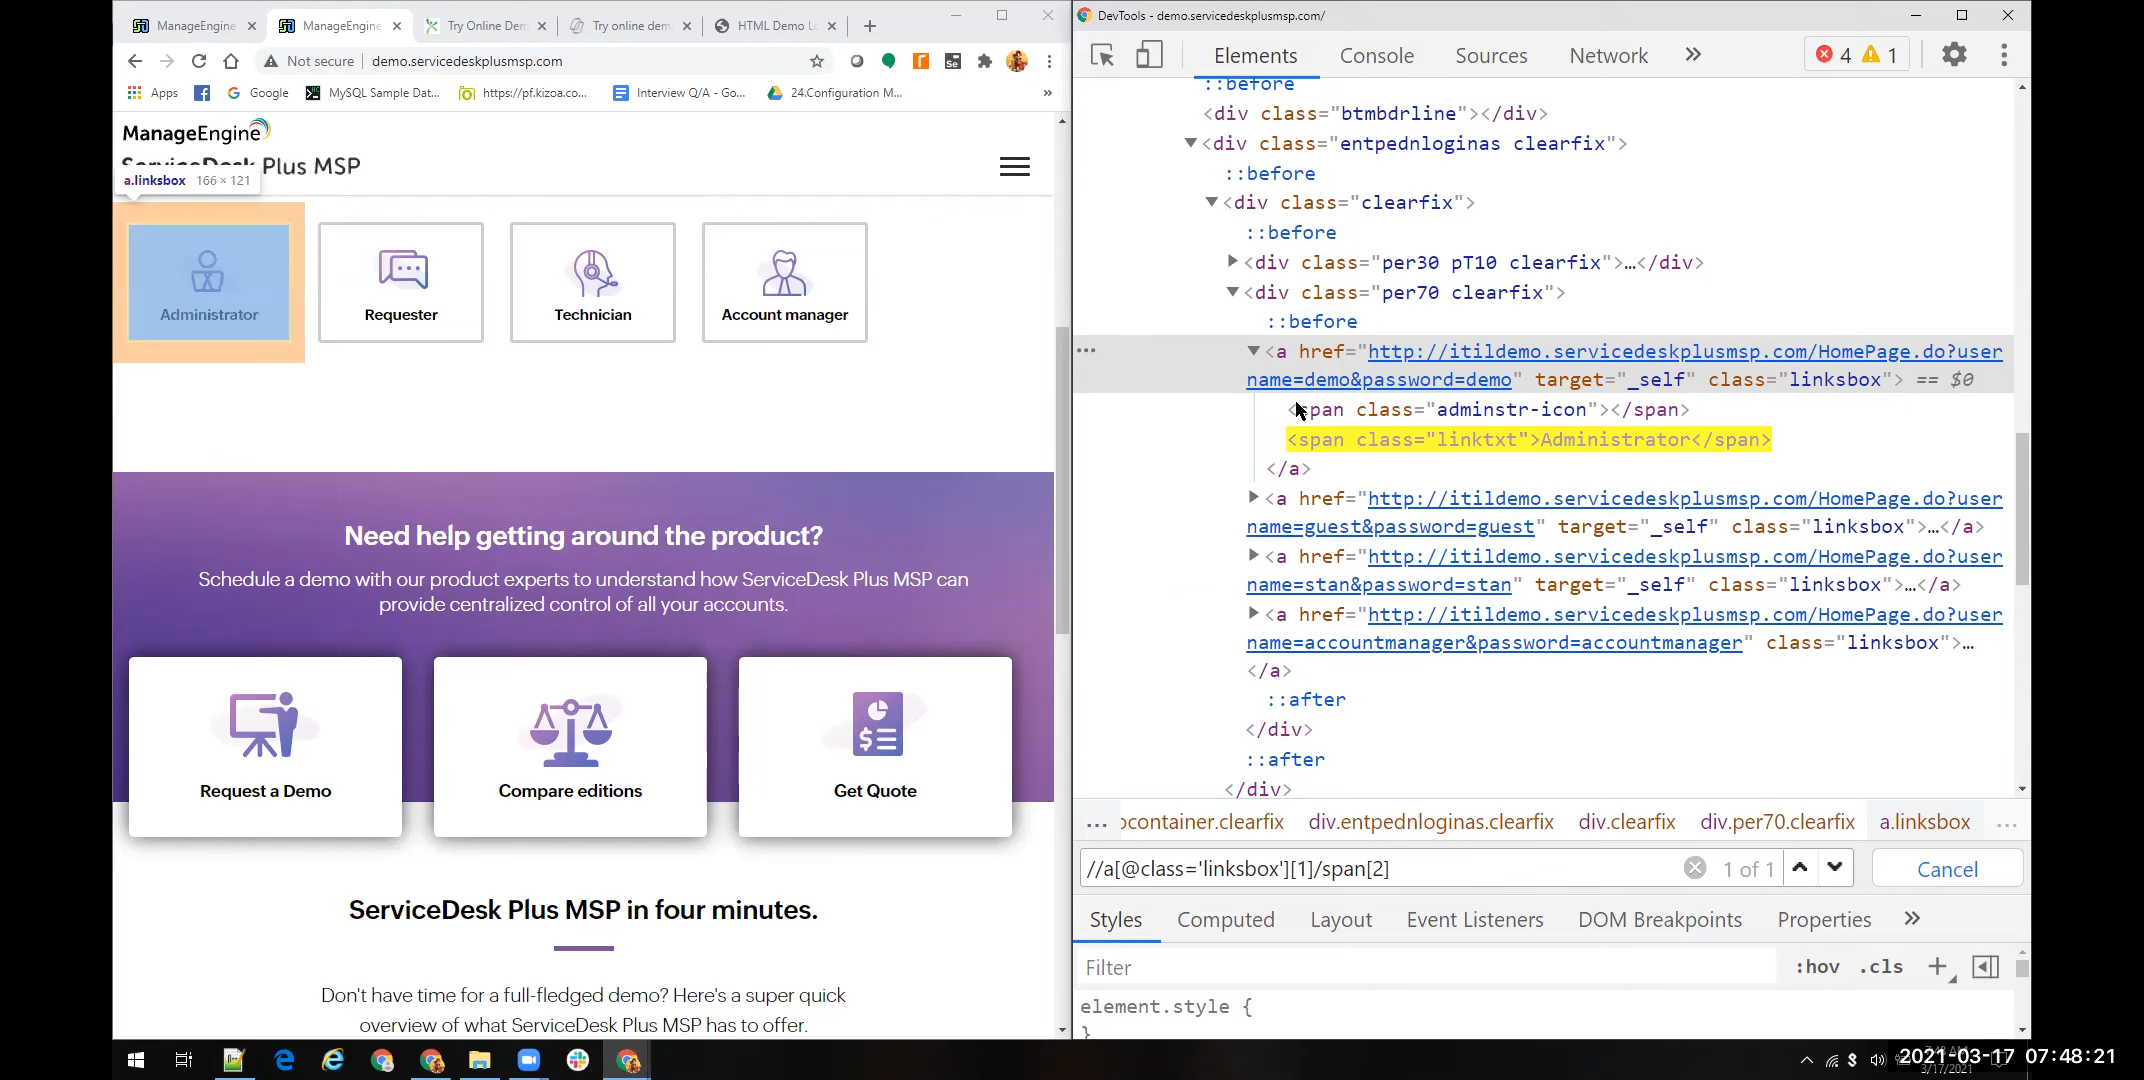 ManageEngine
ManageEngine
Try Online Dem
Try online dem
HTML Demo La
Not secure
demo.servicedeskplusmsp.com
Apps
Google
MySQL Sample Dat...
https://pf.kizoa.co...
Interview Q/A - Go...
24.Configuration M...
»
ManageEngine
ServiceDesk Plus MSP
a.linksbox 166 × 121
Administrator
Requester
Technician
Account manager
Need help getting around the product?
Schedule a demo with our product experts to understand how ServiceDesk Plus MSP can
provide centralized control of all your accounts.
Request a Demo
Compare editions
Get Quote
ServiceDesk Plus MSP in four minutes.
Don't have time for a full-fledged demo? Here's a super quick
overview of what ServiceDesk Plus MSP has to offer.
DevTools - demo.servicedeskplusmsp.com/
Elements
Console
Sources
Network
»
4
1
::before
<div class="btmbdrline"></div>
<div class="entpednloginas clearfix">
::before
<div class="clearfix">
::before
<div class="per30 pT10 clearfix">…</div>
<div class="per70 clearfix">
::before
<a href="http://itildemo.servicedeskplusmsp.com/HomePage.do?user
name=demo&password=demo" target="_self" class="linksbox"> == $0
<span class="adminstr-icon"></span>
<span class="linktxt">Administrator</span>
</a>
<a href="http://itildemo.servicedeskplusmsp.com/HomePage.do?user
name=guest&password=guest" target="_self" class="linksbox">…</a>
<a href="http://itildemo.servicedeskplusmsp.com/HomePage.do?user
name=stan&password=stan" target="_self" class="linksbox">…</a>
<a href="http://itildemo.servicedeskplusmsp.com/HomePage.do?user
name=accountmanager&password=accountmanager" class="linksbox">…
</a>
::after
</div>
::after
</div>
... ocontainer.clearfix div.entpednloginas.clearfix div.clearfix div.per70.clearfix a.linksbox ...
//a[@class='linksbox'][1]/span[2]
1 of 1
Cancel
Styles
Computed
Layout
Event Listeners
DOM Breakpoints
Properties
»
Filter
:hov
.cls
element.style {
}
2021-03-17 07:48:21
3/17/2021